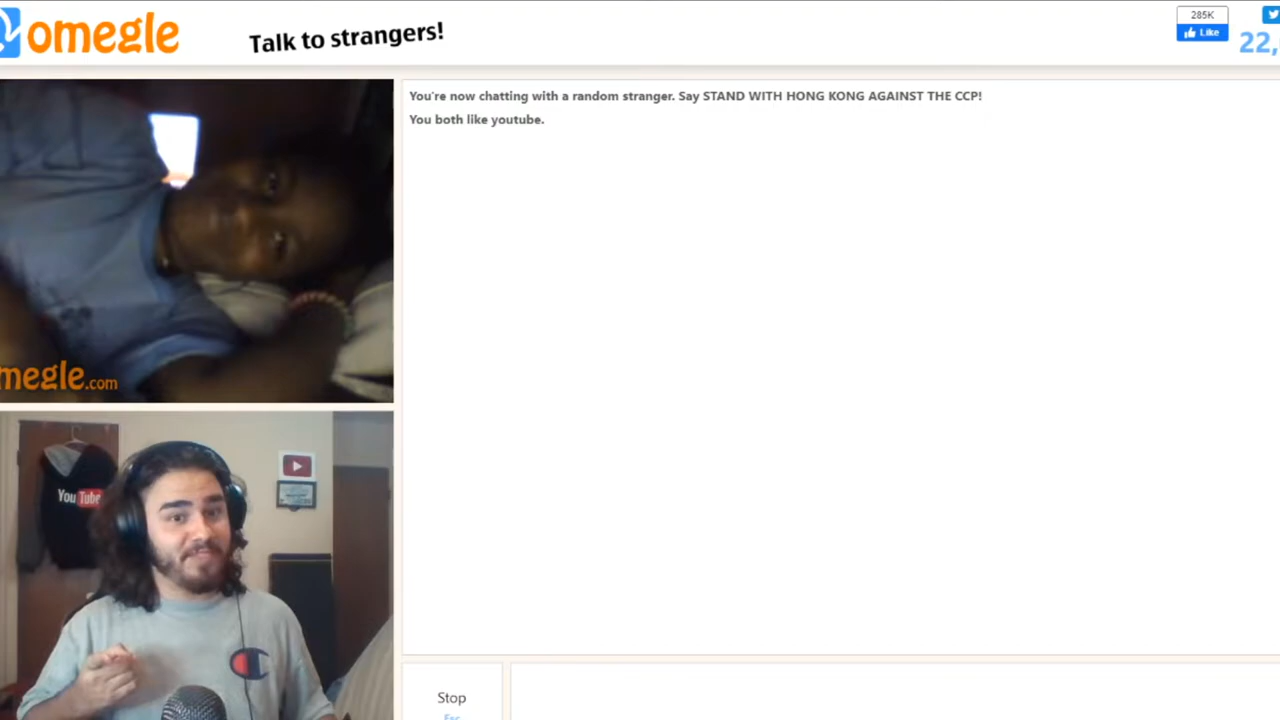 omegle
Talk to strangers!
285K
Like
22,
You're now chatting with a random stranger. Say STAND WITH HONG KONG AGAINST THE CCP!
You both like youtube.
megle.com
YouTube
Stop
Esc